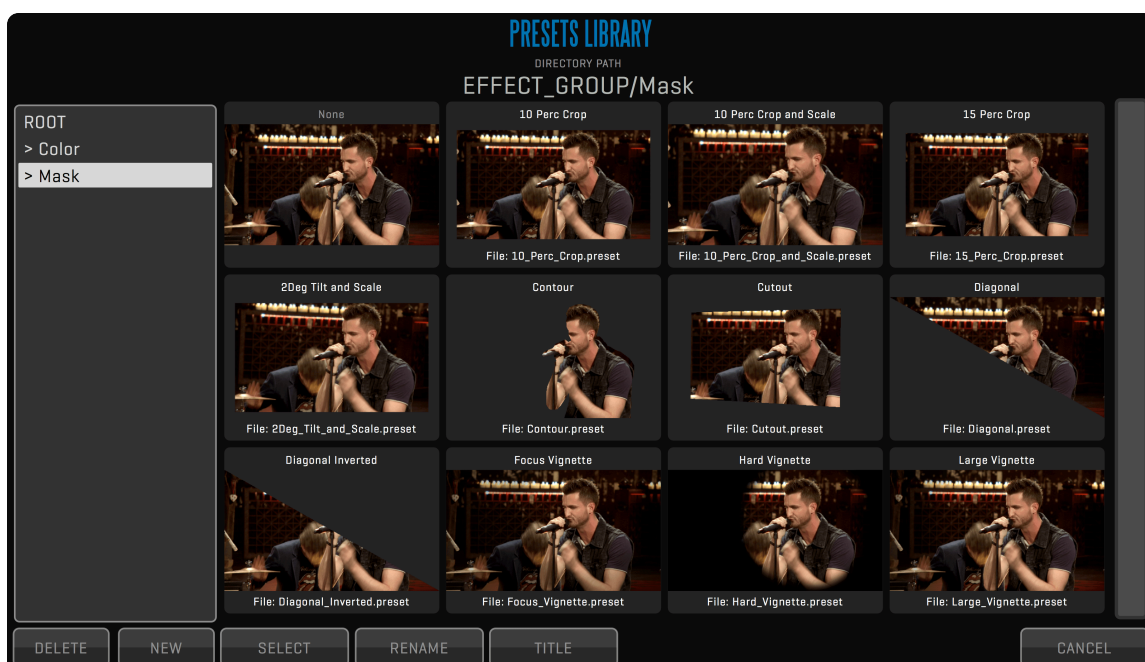 PRESETS LIBRARY
DIRECTORY PATH
EFFECT_GROUP/Mask
ROOT
> Color
> Mask
None
10 Perc Crop
File: 10_Perc_Crop.preset
10 Perc Crop and Scale
File: 10_Perc_Crop_and_Scale.preset
15 Perc Crop
File: 15_Perc_Crop.preset
2Deg Tilt and Scale
File: 2Deg_Tilt_and_Scale.preset
Contour
File: Contour.preset
Cutout
File: Cutout.preset
Diagonal
File: Diagonal.preset
Diagonal Inverted
File: Diagonal_Inverted.preset
Focus Vignette
File: Focus_Vignette.preset
Hard Vignette
File: Hard_Vignette.preset
Large Vignette
File: Large_Vignette.preset
DELETE
NEW
SELECT
RENAME
TITLE
CANCEL